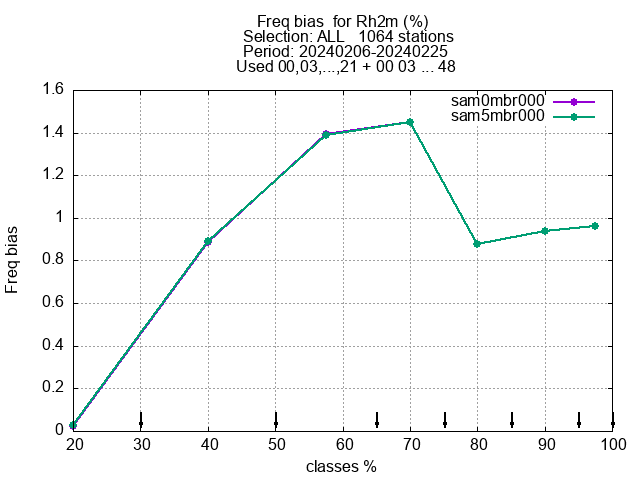 Freq bias  for Rh2m (%)
Selection: ALL   1064 stations
Period: 20240206-20240225
Used 00,03,...,21 + 00 03 ... 48
sam0mbr000
sam5mbr000
1.6
1.4
1.2
1
0.8
0.6
0.4
0.2
0
Freq bias
20 30 40 50 60 70 80 90 100
classes %